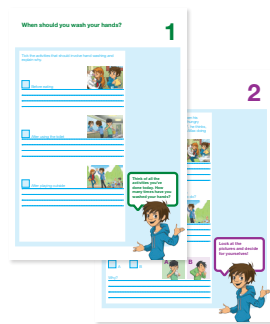 When should you wash your hands?
1
Tick the activities that should involve hand washing and
explain why.
Before eating
After using the toilet
After playing outside
Think of all the
activities you've
done today. How
many times have you
washed your hands?
2
Look at the
pictures and decide
for yourselves!
B
Why?